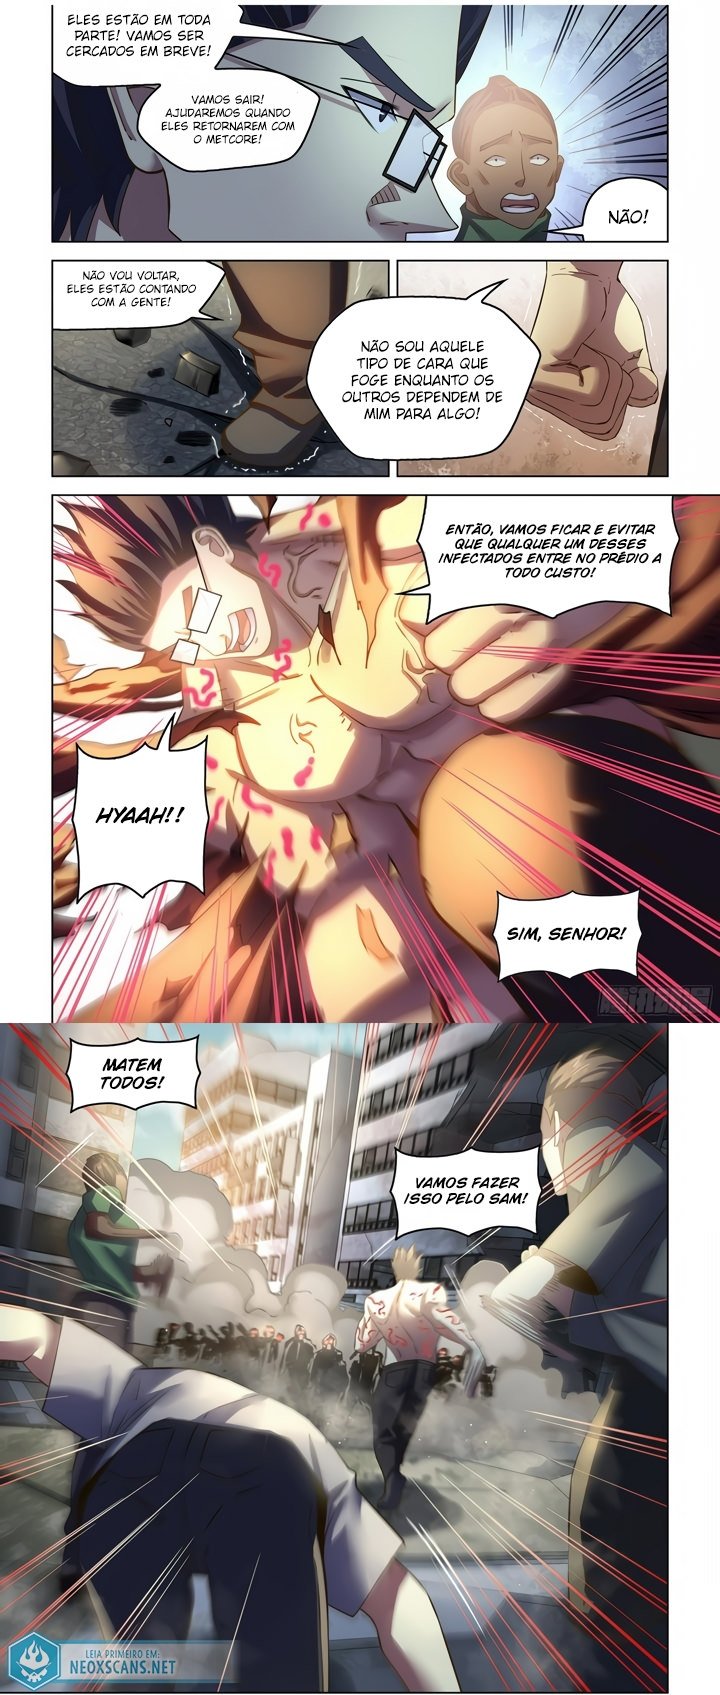 ELES ESTÃO EM TODA
PARTE! VAMOS SER
CERCADOS EM BREVE!
VAMOS SAIR!
AJUDAREMOS QUANDO
ELES RETORNAREM COM
O METCORE!
NÃO!
NÃO VOU VOLTAR,
ELES ESTÃO CONTANDO
COM A GENTE!
NÃO SOU AQUELE
TIPO DE CARA QUE
FOGE ENQUANTO OS
OUTROS DEPENDEM DE
MIM PARA ALGO!
ENTÃO, VAMOS FICAR E EVITAR
QUE QUALQUER UM DESSES
INFECTADOS ENTRE NO PRÉDIO A
TODO CUSTO!
HYAAH!!
SIM, SENHOR!
MATEM
TODOS!
VAMOS FAZER
ISSO PELO SAM!
LEIA PRIMEIRO EM:
NEOXSCANS.NET